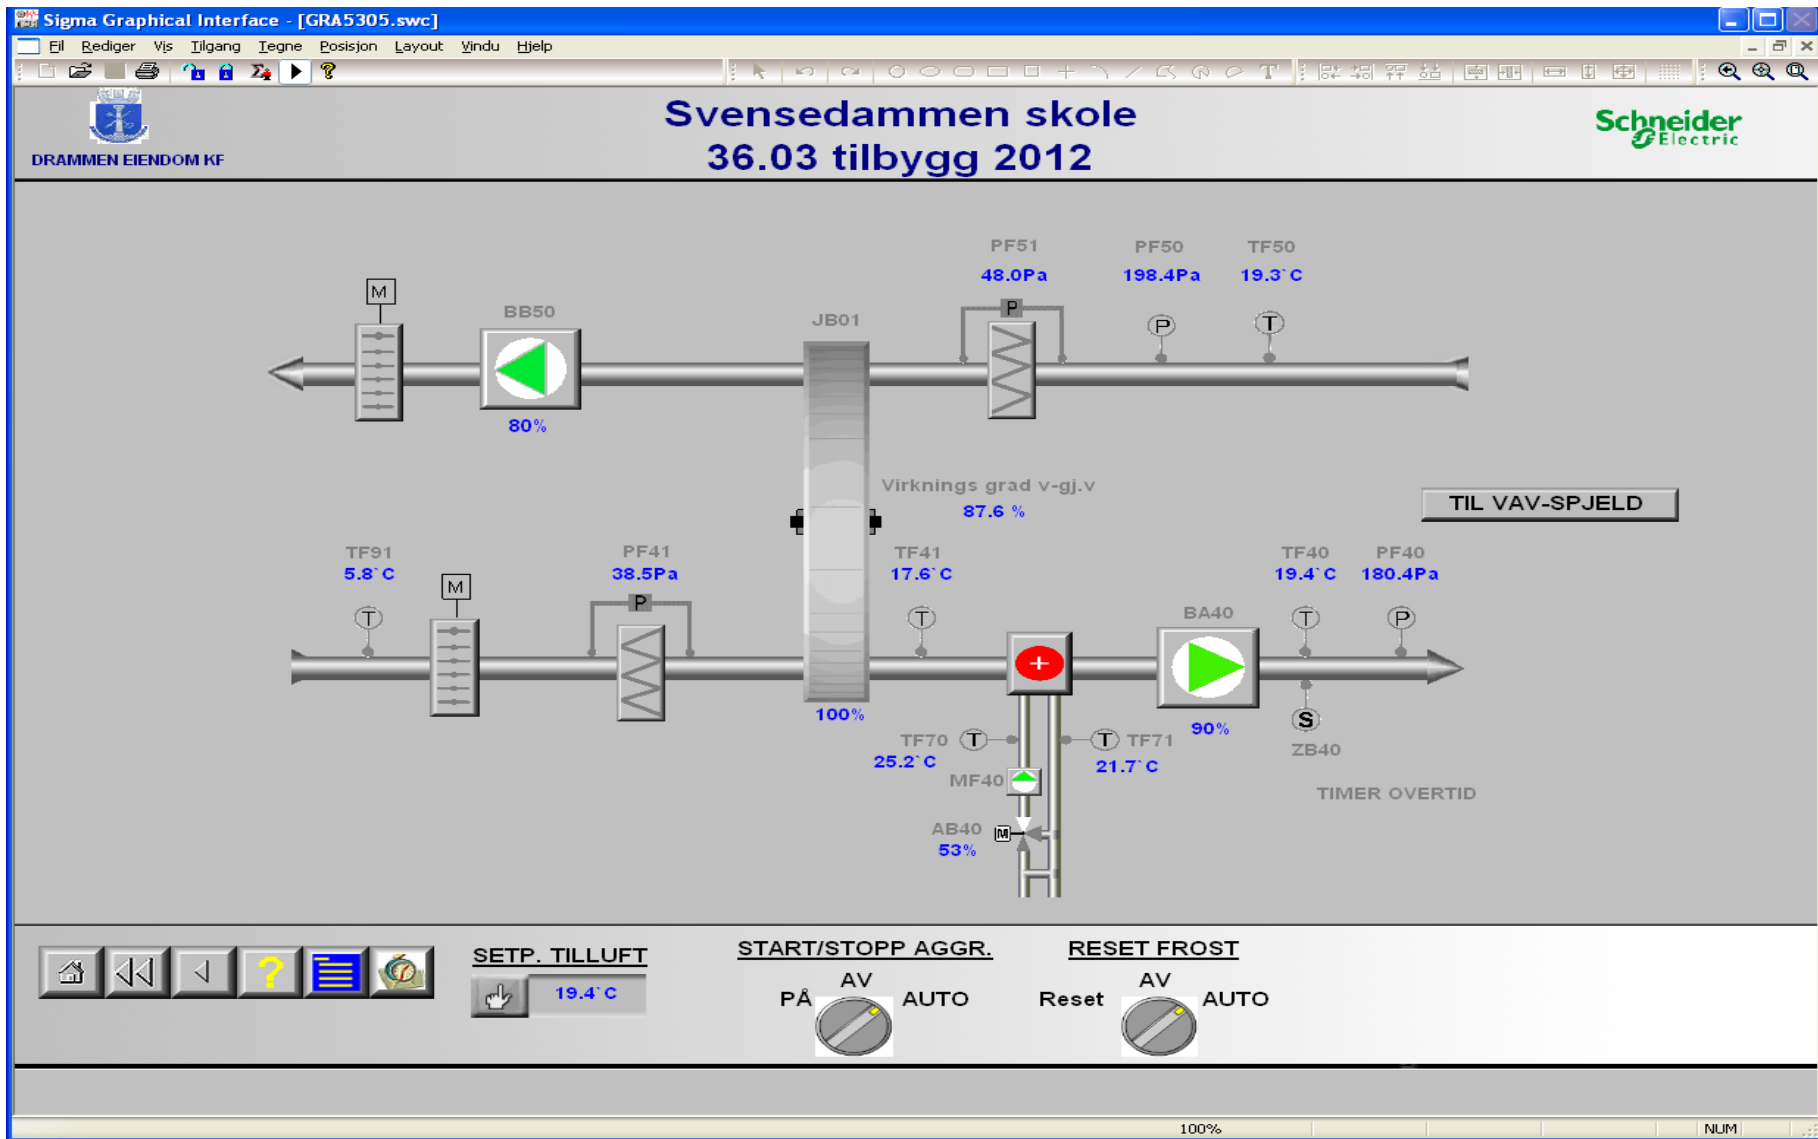 Sigma Graphical Interface - [GRA5305.swc]
Fil Rediger Vis Tilgang Tegne Posisjon Layout Vindu Hjelp
Svensedammen skole
36.03 tilbygg 2012
DRAMMEN EIENDOM KF
Schneider
Electric
PF51 PF50 TF50
48.0Pa 198.4Pa 19.3`C
M
P
BB50
JB01
P T
80%
Virknings grad v-gj.v
87.6 %
TIL VAV-SPJELD
TF91 PF41 TF41 TF40 PF40
5.8`C 38.5Pa 17.6`C 19.4`C 180.4Pa
M
P
BA40
T T T P
+
100%
90%
S
TF70 T T TF71
ZB40
25.2`C 21.7`C
MF40
TIMER OVERTID
AB40 M
53%
SETP. TILLUFT START/STOPP AGGR. RESET FROST
19.4`C
AV AV
PÅ AUTO Reset AUTO
?
100% NUM